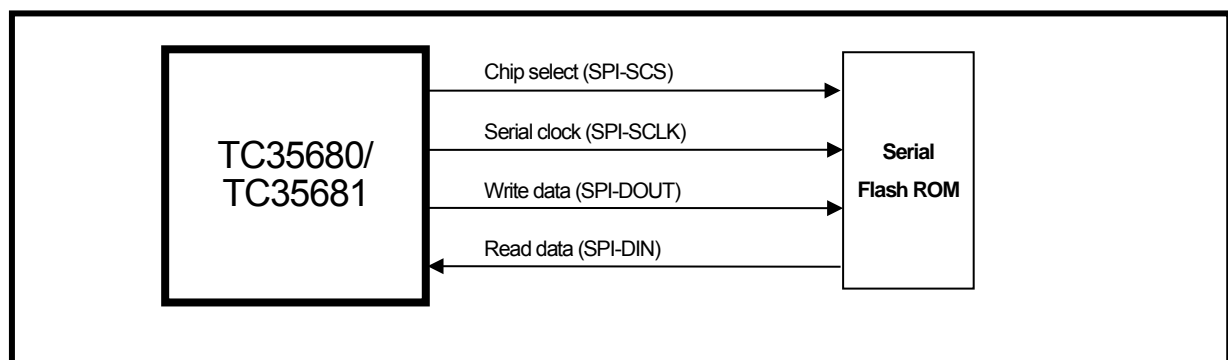 Chip select (SPI-SCS)
Serial clock (SPI-SCLK)
TC35680/
TC35681
Serial
Flash ROM
Write data (SPI-DOUT)
Read data (SPI-DIN)